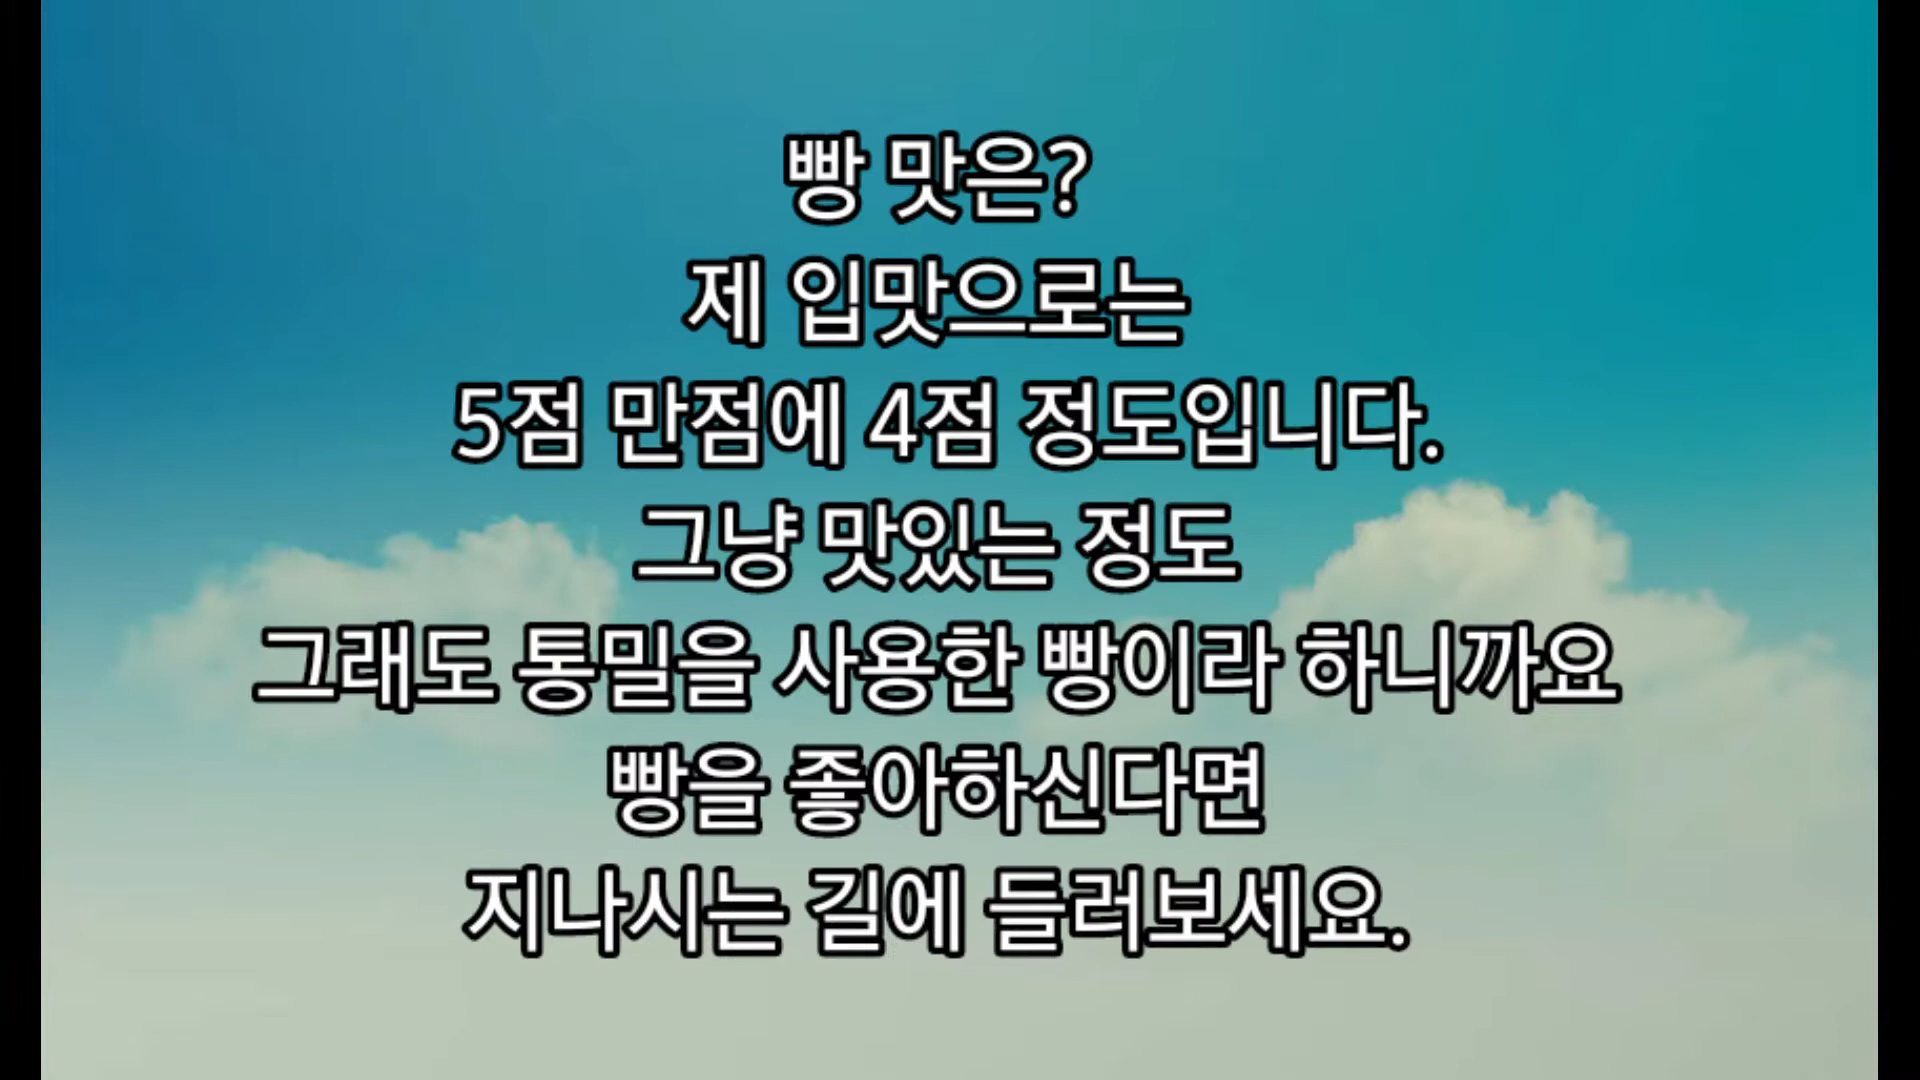 빵 맛은?
제 입맛으로는
5점 만점에 4점 정도입니다.
그냥 맛있는 정도
그래도 통밀을 사용한 빵이라 하니까요
빵을 좋아하신다면
지나시는 길에 들러보세요.